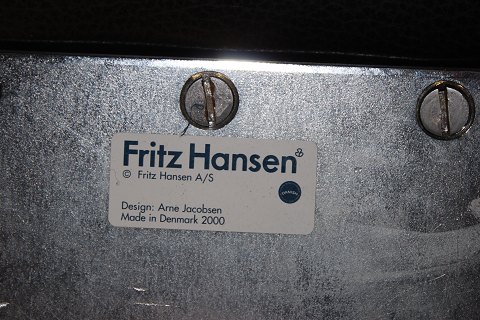 Fritz Hansen
© Fritz Hansen A/S
Design: Arne Jacobsen
Made in Denmark 2000